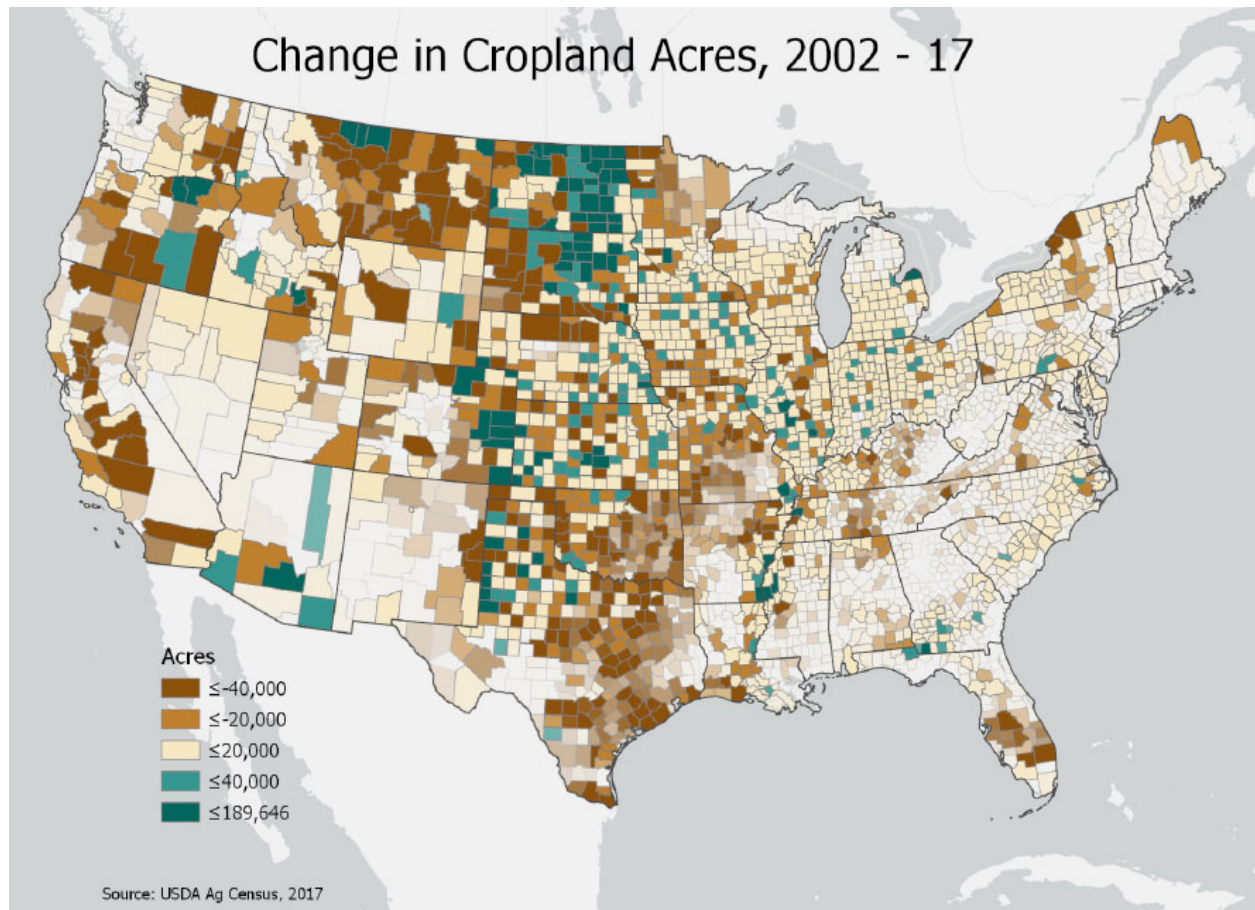 Change in Cropland Acres, 2002 - 17
Acres
≤-40,000
≤-20,000
≤20,000
≤40,000
≤189,646
Source: USDA Ag Census, 2017